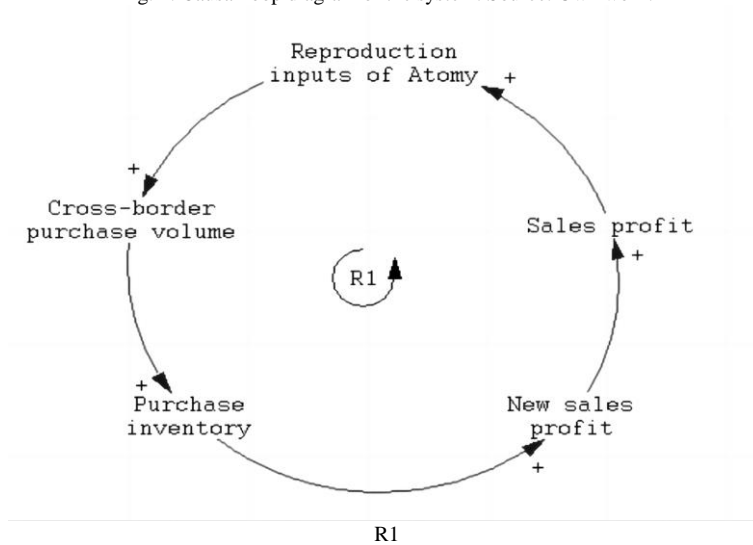 Reproduction
inputs of Atomy
+
+
Cross-border
purchase volume
Sales profit
+
R1
+
Purchase
inventory
New sales
profit
+
R1